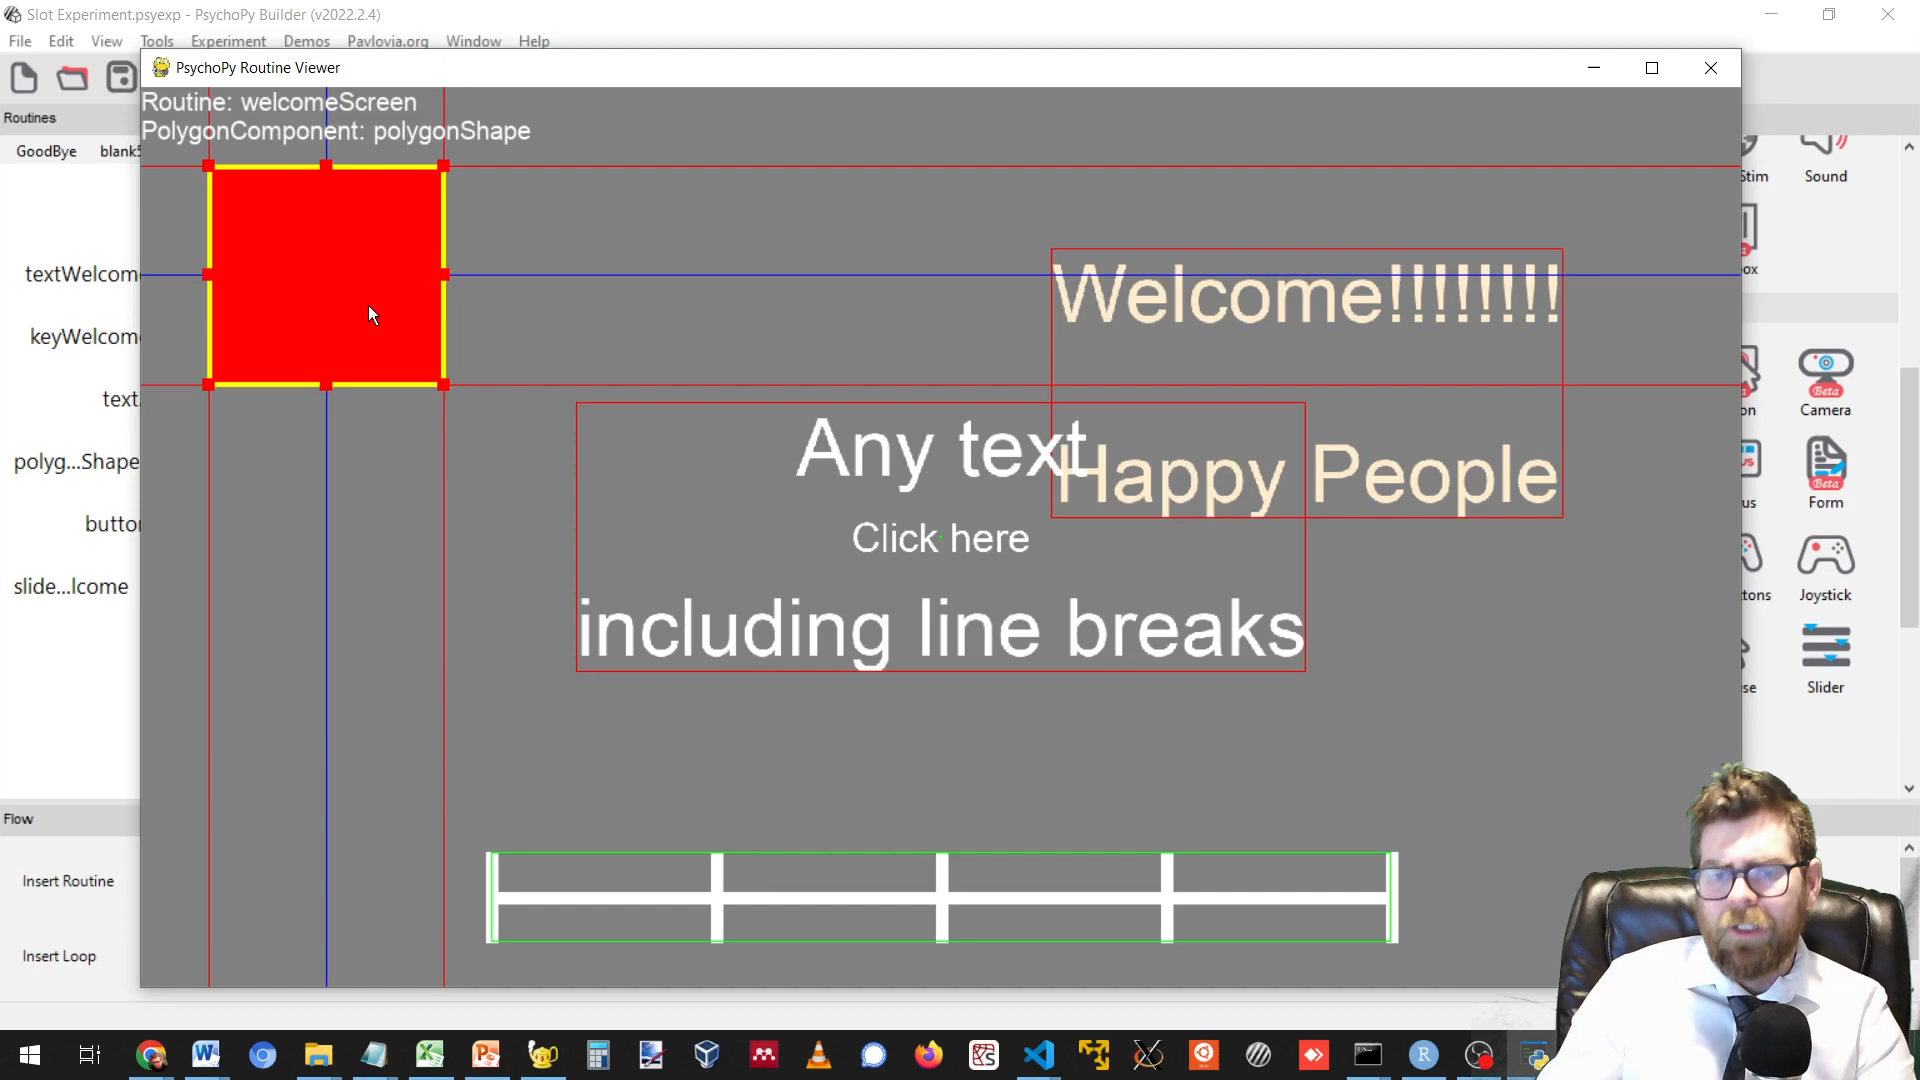 Slot Experiment.psyexp - PsychoPy Builder (v2022.2.4)
File Edit View Tools Experiment Demos Pavlovia.org Window Help
PsychoPy Routine Viewer
Routines
GoodBye
Routine: welcomeScreen
PolygonComponent: polygonShape
Stim
Sound
textWelcom
keyWelcom
text
polyg...Shape
butto
slide...lcome
Welcome!!!!!!!!
Happy People
Any text
Click here
including line breaks
Beta
Camera
Beta
Form
Joystick
Slider
Flow
Insert Routine
Insert Loop